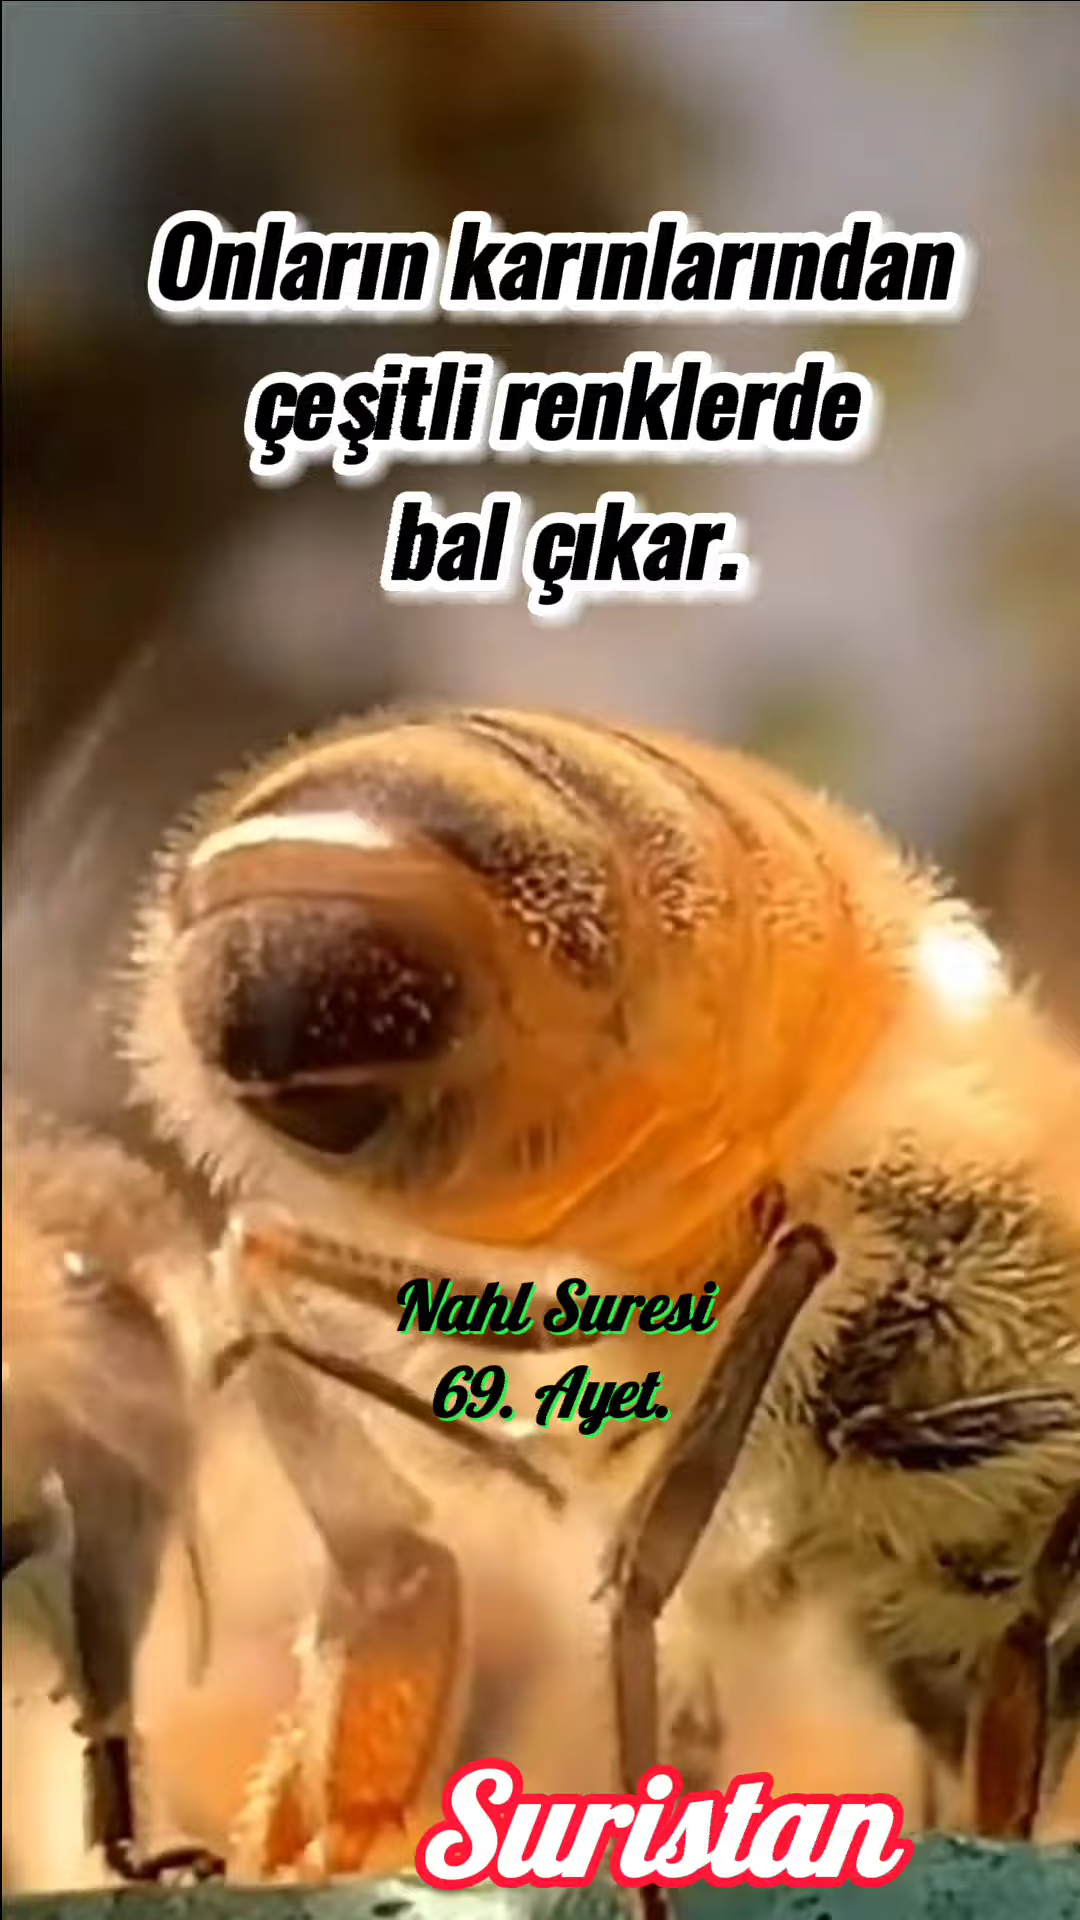 Onların karınlarından
çeşitli renklerde
bal çıkar.
Nahl Suresi
69. Ayet.
Suristan